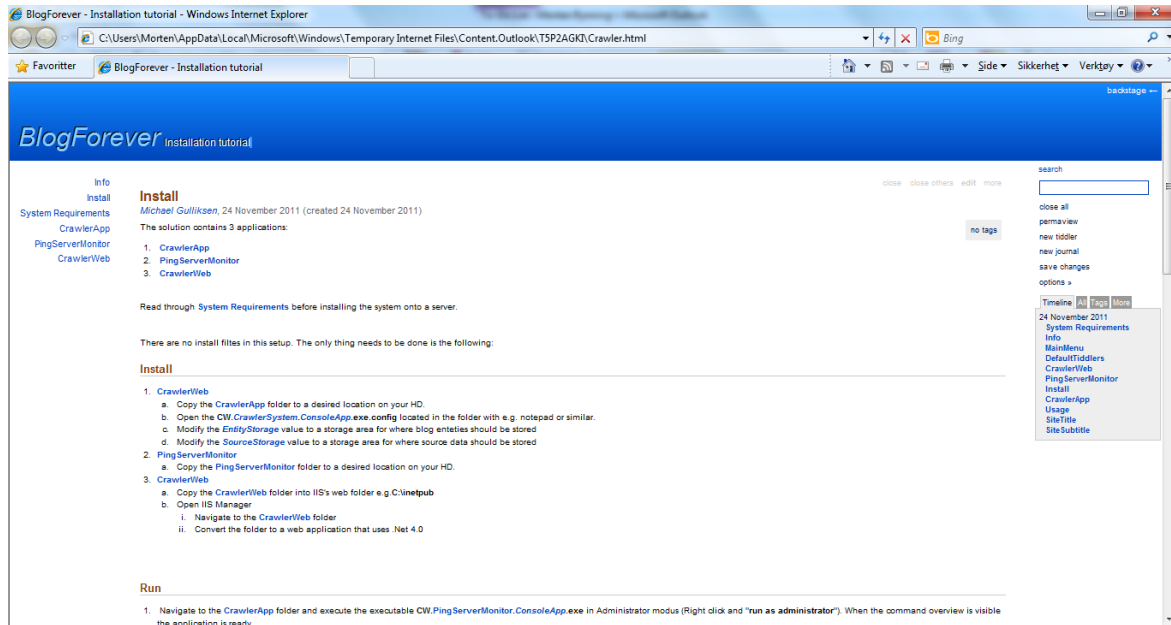 BlogForever - Installation tutorial - Windows Internet Explorer
C:\Users\Morten\AppData\Local\Microsoft\Windows\Temporary Internet Files\Content.Outlook\T5P2AGKI\Crawler.html
Bing
Favoritter
BlogForever - Installation tutorial
Side
Sikkerhet
Verktøy
backstage ←
BlogForever Installation tutorial
Info
Install
System Requirements
CrawlerApp
PingServerMonitor
CrawlerWeb
close close others edit more
Install
Michael Gulliksen, 24 November 2011 (created 24 November 2011)
no tags
The solution contains 3 applications:
1. CrawlerApp
2. PingServerMonitor
3. CrawlerWeb
Read through System Requirements before installing the system onto a server.
There are no install filtes in this setup. The only thing needs to be done is the following:
Install
1. CrawlerWeb
a. Copy the CrawlerApp folder to a desired location on your HD.
b. Open the CW.CrawlerSystem.ConsoleApp.exe.config located in the folder with e.g. notepad or similar.
c. Modify the EntityStorage value to a storage area for where blog enteties should be stored
d. Modify the SourceStorage value to a storage area for where source data should be stored
2. PingServerMonitor
a. Copy the PingServerMonitor folder to a desired location on your HD.
3. CrawlerWeb
a. Copy the CrawlerWeb folder into IIS's web folder e.g.C:\inetpub
b. Open IIS Manager
i. Navigate to the CrawlerWeb folder
ii. Convert the folder to a web application that uses .Net 4.0
Run
1. Navigate to the CrawlerApp folder and execute the executable CW.PingServerMonitor.ConsoleApp.exe in Administrator modus (Right click and "run as administrator"). When the command overview is visible
the application is ready
search
close all
permaview
new tiddler
new journal
save changes
options »
Timeline All Tags More
24 November 2011
System Requirements
Info
MainMenu
DefaultTiddlers
CrawlerWeb
PingServerMonitor
Install
CrawlerApp
Usage
SiteTitle
SiteSubtitle